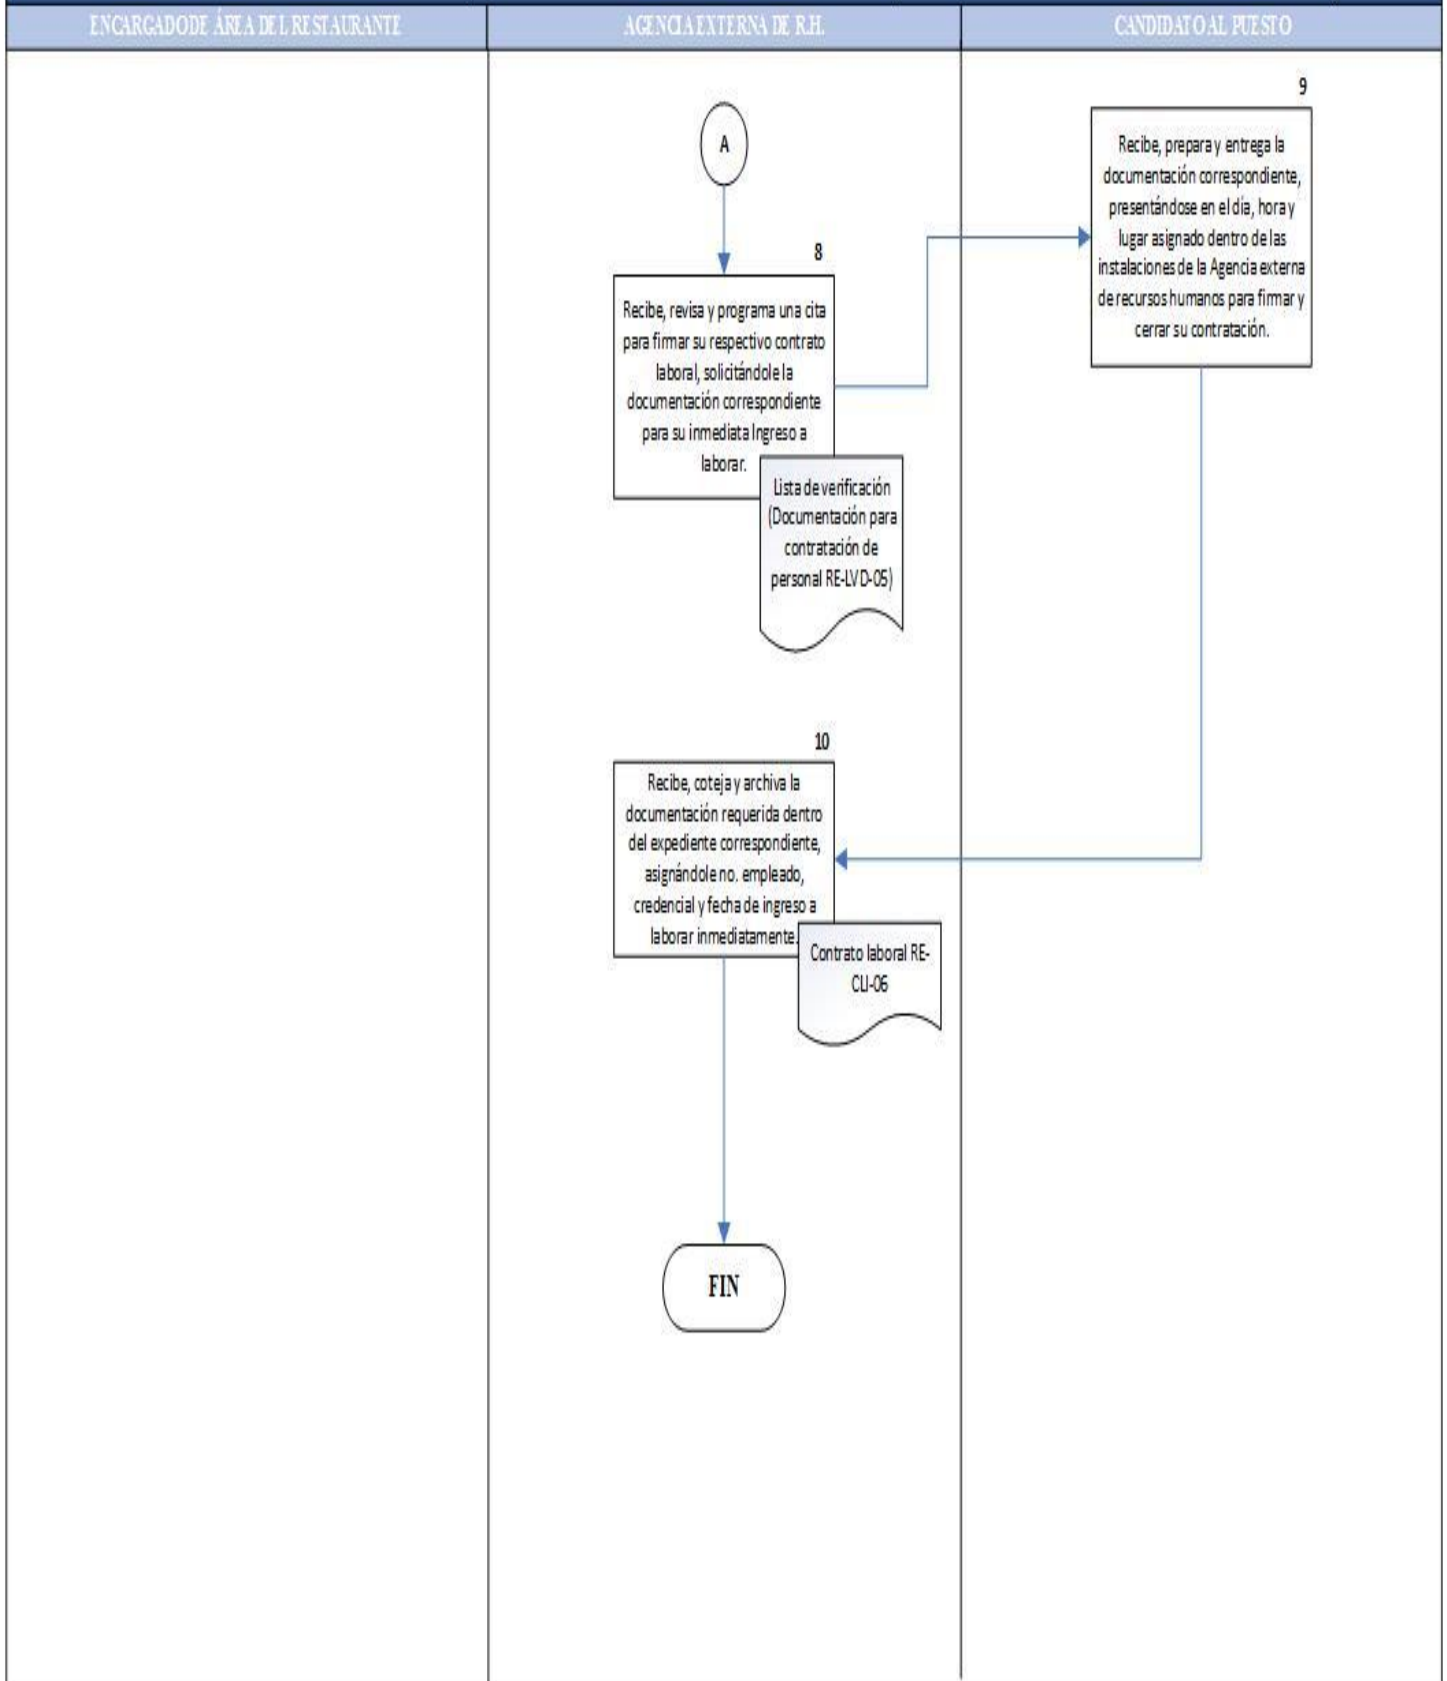 ENCARGADO DE ÁREA DEL RESTAURANTE
AGENCIA EXTERNA DE R.H.
CANDIDATO AL PUESTO
A
8
Recibe, revisa y programa una cita
para firmar su respectivo contrato
laboral, solicitándole la
documentación correspondiente
para su inmediata Ingreso a
laborar.
Lista de verificación
(Documentación para
contratación de
personal RE-LVD-05)
9
Recibe, prepara y entrega la
documentación correspondiente,
presentándose en el día, hora y
lugar asignado dentro de las
instalaciones de la Agencia externa
de recursos humanos para firmar y
cerrar su contratación.
10
Recibe, coteja y archiva la
documentación requerida dentro
del expediente correspondiente,
asignándole no. empleado,
credencial y fecha de ingreso a
laborar inmediatamente.
Contrato laboral RE-
CLI-06
FIN